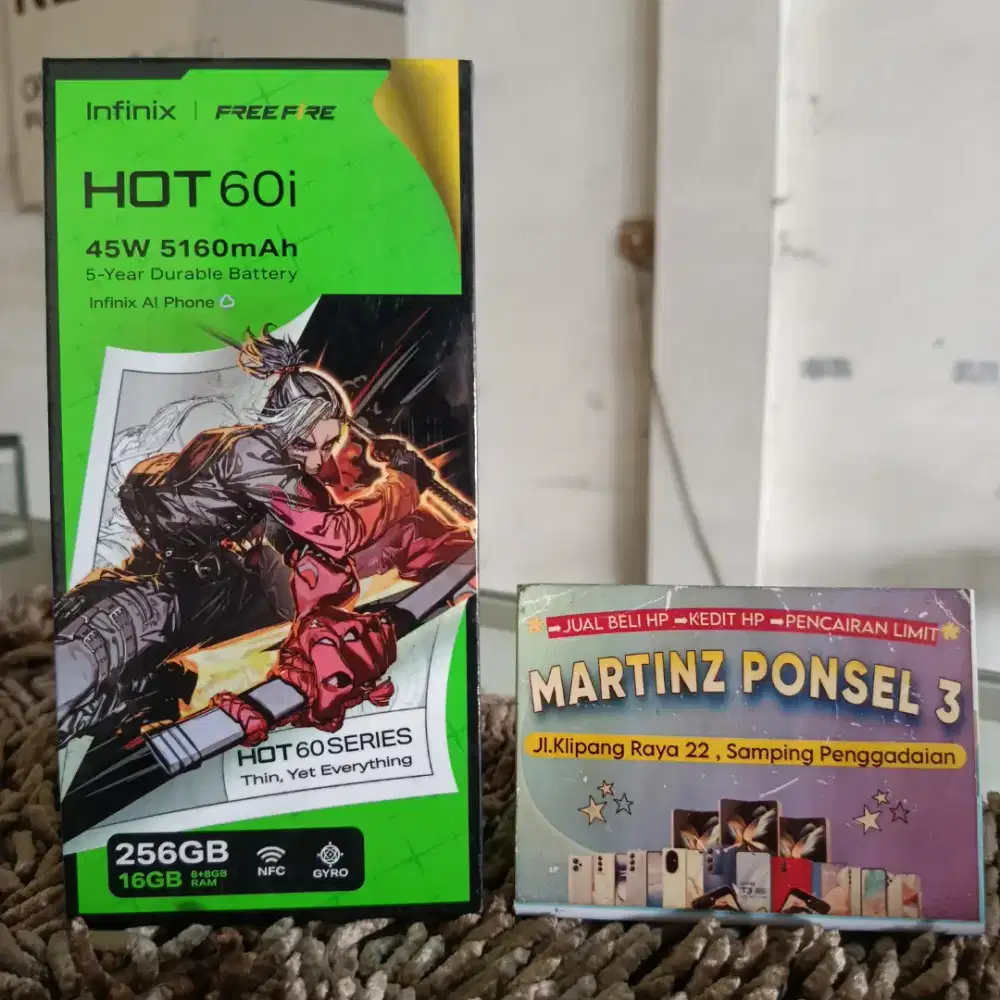 Infinix | FREE FIRE
HOT 60i
45W 5160mAh
5-Year Durable Battery
Infinix AI Phone
HOT 60 SERIES
Thin, Yet Everything
256GB
16GB 8+8GB RAM
NFC
GYRO
JUAL BELI HP ➡KEDIT HP ➡PENCAIRAN LIMIT
MARTINZ PONSEL 3
Jl.Klipang Raya 22 , Samping Penggadaian